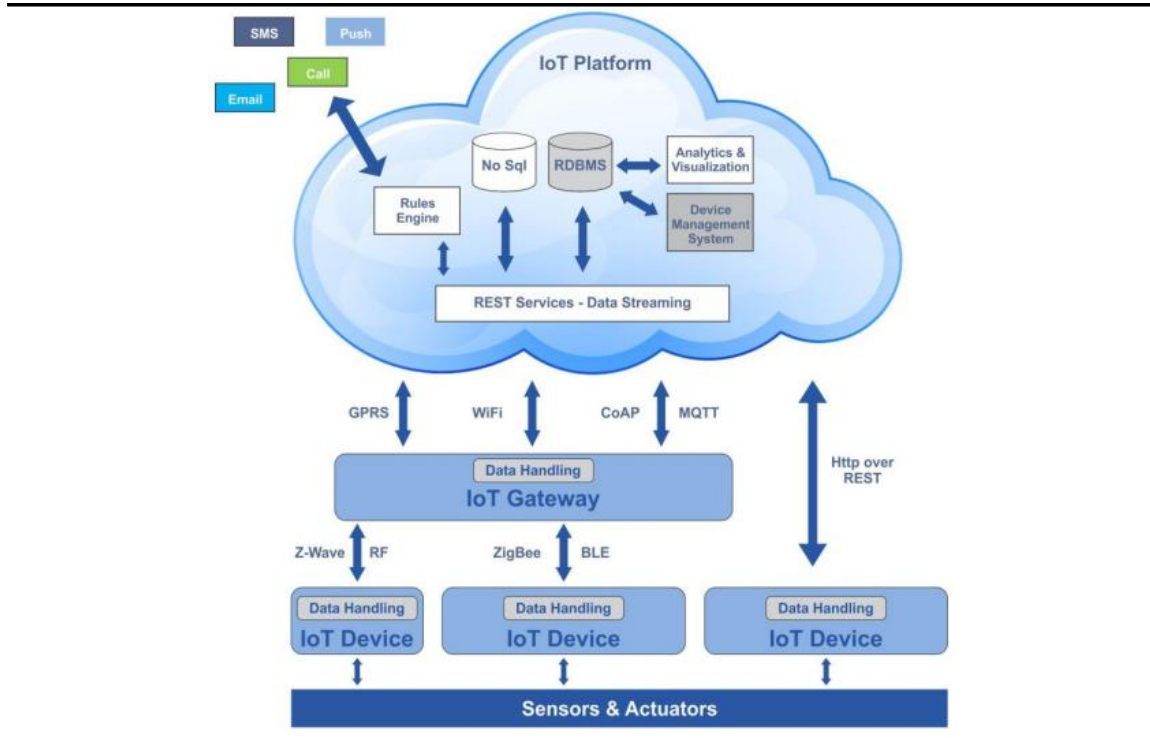 SMS
Push
Call
Email
IoT Platform
No Sql
RDBMS
Analytics &
Visualization
Rules
Engine
Device
Management
System
REST Services - Data Streaming
GPRS
WiFi
CoAP
MQTT
Http over
REST
Data Handling
IoT Gateway
Z-Wave
RF
ZigBee
BLE
Data Handling
IoT Device
Data Handling
IoT Device
Data Handling
IoT Device
Sensors & Actuators